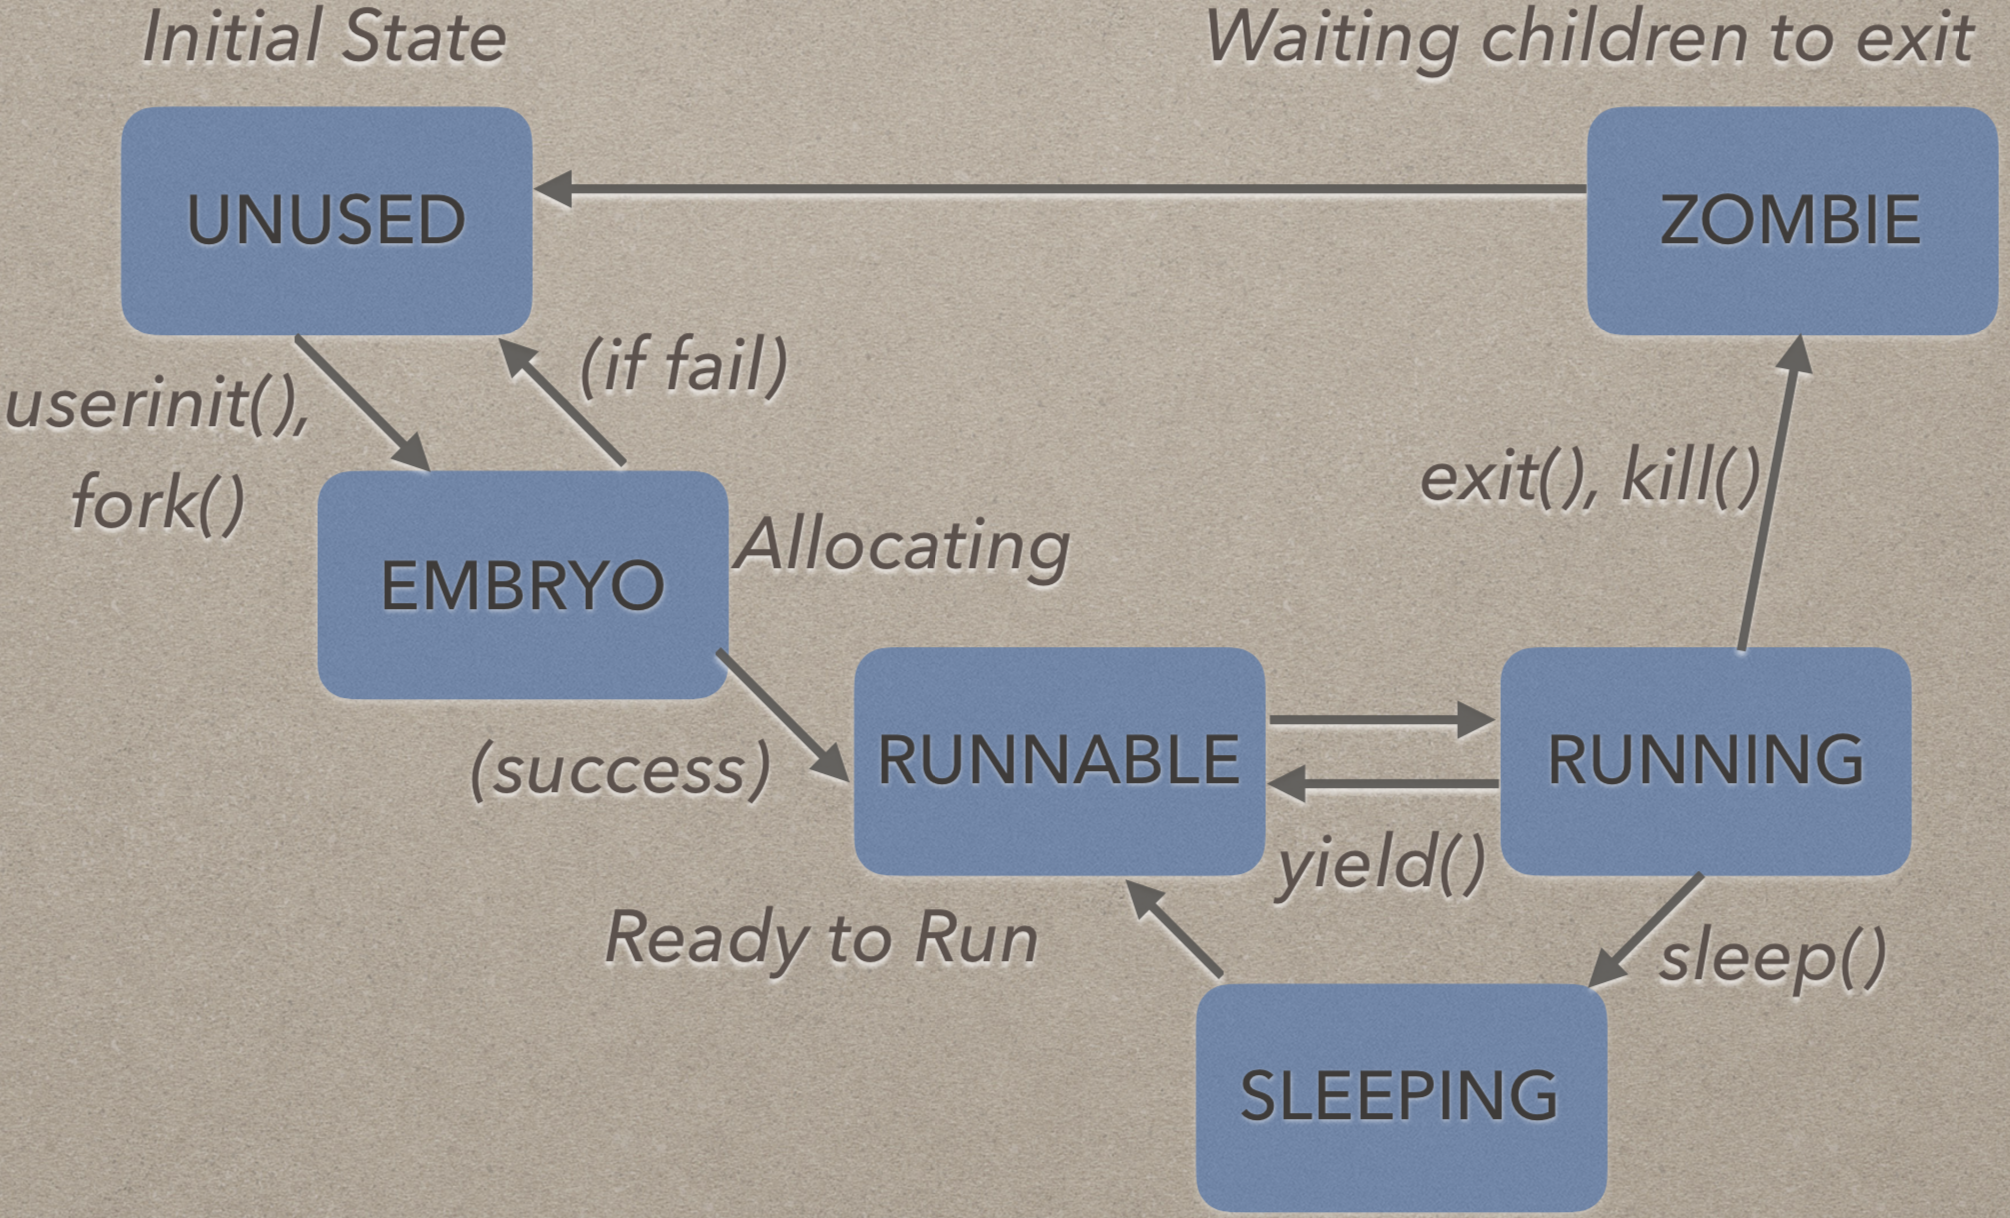 Initial State
Waiting children to exit
UNUSED
ZOMBIE
(if fail)
userinit(),
fork()
exit(), kill()
Allocating
EMBRYO
(success)
RUNNABLE
RUNNING
yield()
Ready to Run
sleep()
SLEEPING